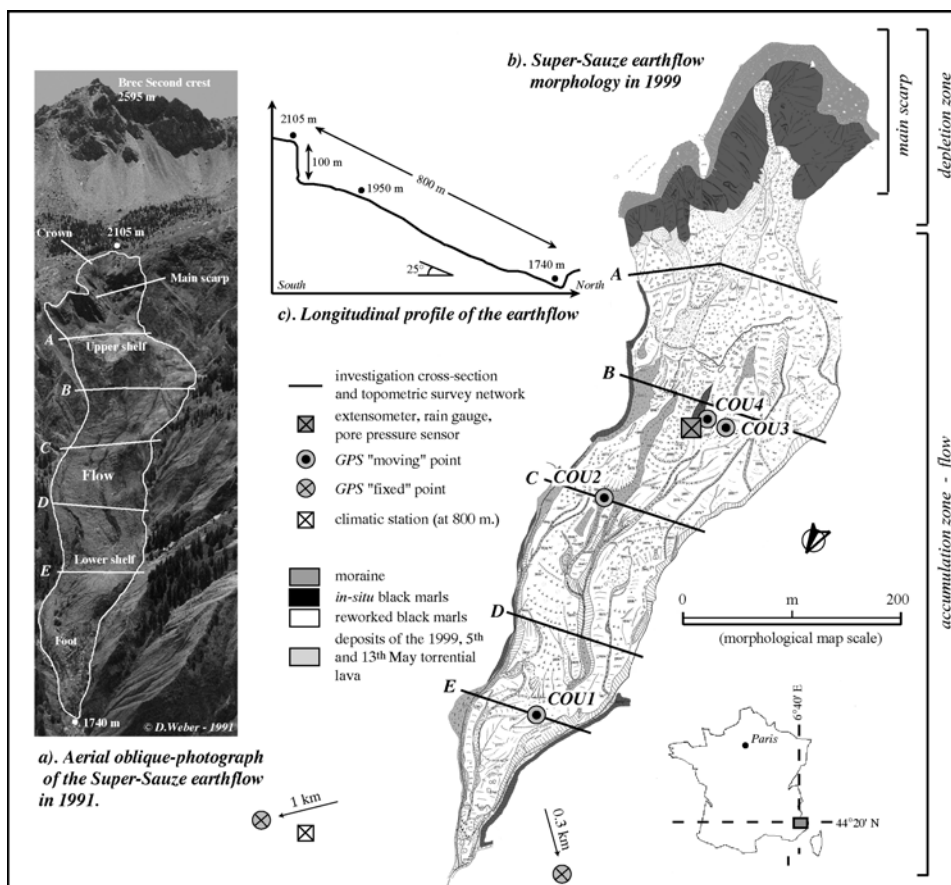 Brec Second crest
2595 m
2105 m
Crown
Main scarp
A
Upper shelf
B
C
Flow
D
Lower shelf
E
Foot
1740 m
© D.Weber - 1991
a). Aerial oblique-photograph
of the Super-Sauze earthflow
in 1991.
b). Super-Sauze earthflow
morphology in 1999
2105 m
100 m
1950 m
800 m
25°
1740 m
South
North
c). Longitudinal profile of the earthflow
investigation cross-section
and topometric survey network
extensometer, rain gauge,
pore pressure sensor
GPS "moving" point
GPS "fixed" point
climatic station (at 800 m.)
moraine
in-situ black marls
reworked black marls
deposits of the 1999, 5th
and 13th May torrential
lava
A
B
COU4
COU3
C
COU2
D
E
COU1
main scarp
depletion zone
accumulation zone - flow
0 m 200
(morphological map scale)
6°40' E
Paris
44°20' N
1 km
0.3 km